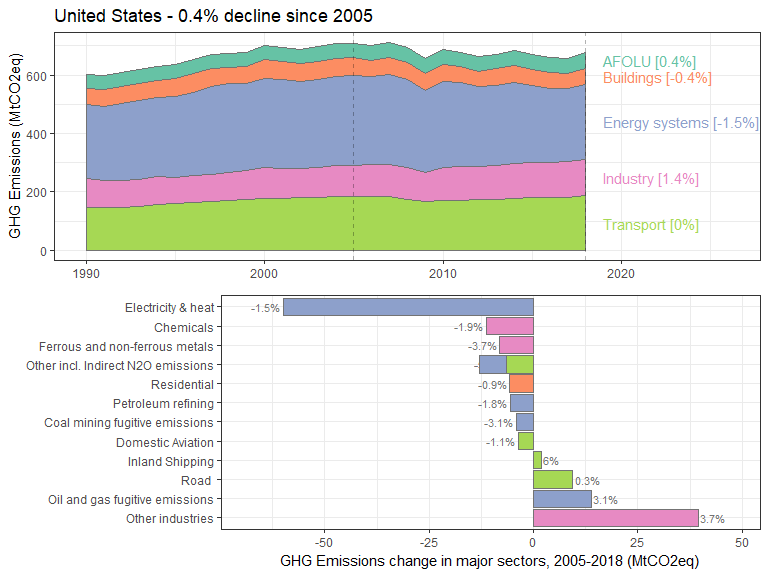 United States - 0.4% decline since 2005
GHG Emissions (MtCO2eq)
600
400
200
0
AFOLU [0.4%]
Buildings [-0.4%]
Energy systems [-1.5%]
Industry [1.4%]
Transport [0%]
1990
2000
2010
2020
Electricity & heat -1.5%
Chemicals -1.9%
Ferrous and non-ferrous metals -3.7%
Other incl. Indirect N2O emissions
Residential -0.9%
Petroleum refining -1.8%
Coal mining fugitive emissions -3.1%
Domestic Aviation -1.1%
Inland Shipping 6%
Road 0.3%
Oil and gas fugitive emissions 3.1%
Other industries 3.7%
-50
-25
0
25
50
GHG Emissions change in major sectors, 2005-2018 (MtCO2eq)